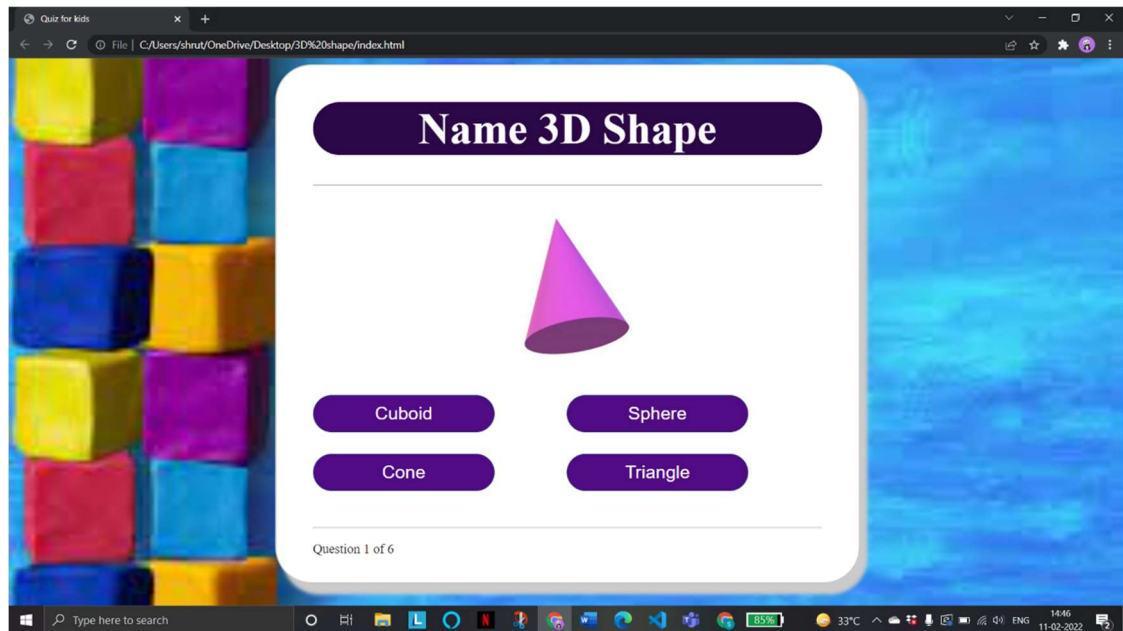 Quiz for kids
File | C:/Users/shrut/OneDrive/Desktop/3D%20shape/index.html
Name 3D Shape
Cuboid
Sphere
Cone
Triangle
Question 1 of 6
Type here to search
85%
33°C
ENG
14:46
11-02-2022